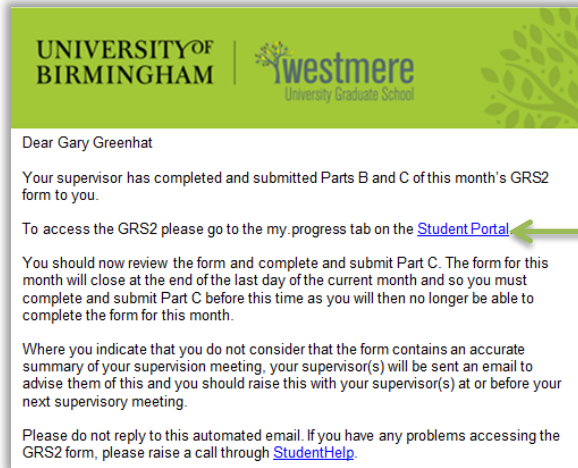 UNIVERSITYOF
BIRMINGHAM
westmere
University Graduate School
Dear Gary Greenhat
Your supervisor has completed and submitted Parts B and C of this month's GRS2
form to you.
To access the GRS2 please go to the my.progress tab on the Student Portal.
You should now review the form and complete and submit Part C. The form for this
month will close at the end of the last day of the current month and so you must
complete and submit Part C before this time as you will then no longer be able to
complete the form for this month.
Where you indicate that you do not consider that the form contains an accurate
summary of your supervision meeting, your supervisor(s) will be sent an email to
advise them of this and you should raise this with your supervisor(s) at or before your
next supervisory meeting.
Please do not reply to this automated email. If you have any problems accessing the
GRS2 form, please raise a call through StudentHelp.